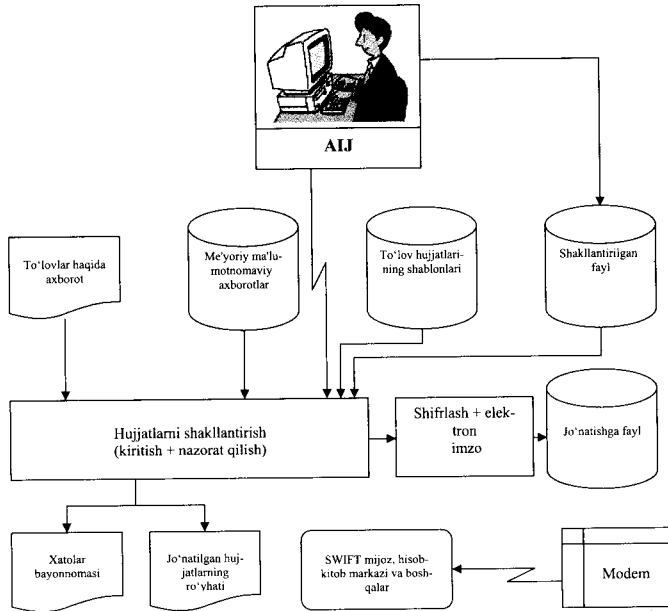 AIJ
To‘lovlar haqida
axborot
Me'yoriy ma'lu-
motnomaviy
axborotlar
To‘lov hujjatlari-
ning shablonlari
Shakllantirilgan
fayl
Hujjatlarni shakllantirish
(kiritish + nazorat qilish)
Shifrlash + elek-
tron
imzo
Jo‘natishga fayl
Xatolar
bayonnomasi
Jo‘natilgan huj-
jatlarning
ro‘yhati
SWIFT mijoz, hisob-
kitob markazi va bosh-
qalar
Modem